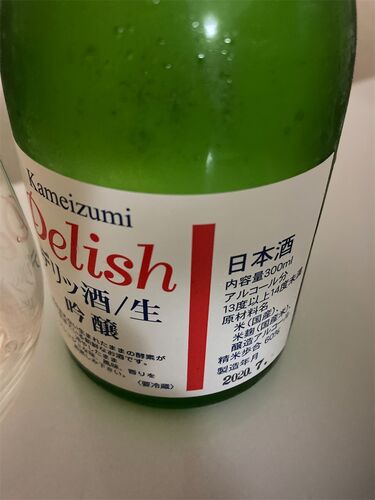 Kameizumi
Delish
デリッ酒/生
吟醸
(要冷蔵)
日本酒
内容量300ml
アルコール分
13度以上14度未満
原材料名
米(国産)、
米麹(国産米)、
醸造アルコール
精米歩合 60%
製造年月
2020. 7.